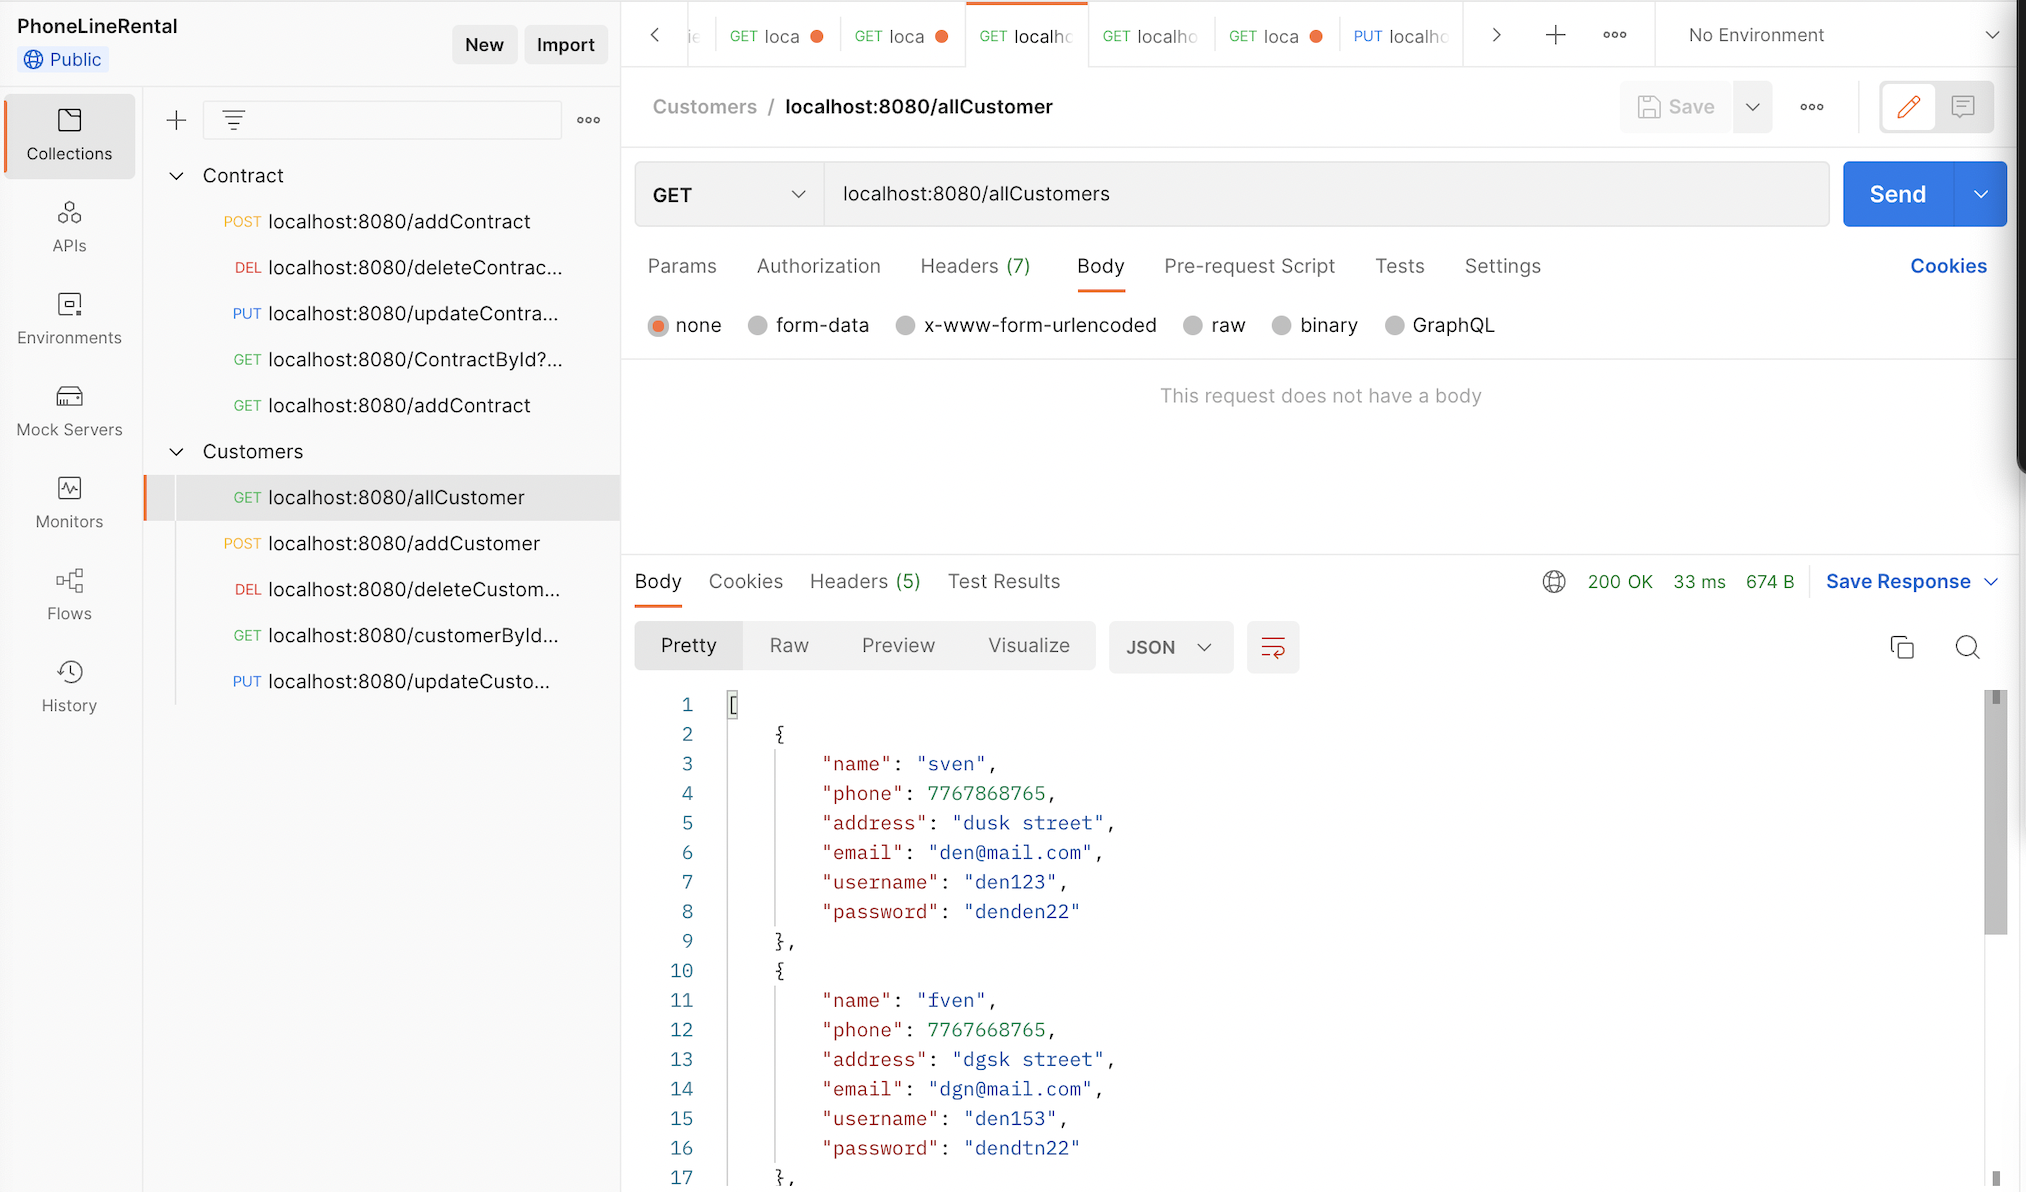 PhoneLineRental
Public
New
Import
GET loca
GET loca
GET localho
GET localho
GET loca
PUT localho
No Environment
Collections
APIs
Environments
Mock Servers
Monitors
Flows
History
Contract
POST localhost:8080/addContract
DEL localhost:8080/deleteContrac...
PUT localhost:8080/updateContra...
GET localhost:8080/ContractById?...
GET localhost:8080/addContract
Customers
GET localhost:8080/allCustomer
POST localhost:8080/addCustomer
DEL localhost:8080/deleteCustom...
GET localhost:8080/customerById...
PUT localhost:8080/updateCusto...
Customers / localhost:8080/allCustomer
Save
GET
localhost:8080/allCustomers
Send
Params Authorization Headers (7) Body Pre-request Script Tests Settings
Cookies
none form-data x-www-form-urlencoded raw binary GraphQL
This request does not have a body
Body Cookies Headers (5) Test Results
200 OK 33 ms 674 B Save Response
Pretty Raw Preview Visualize JSON
1 [
2 {
3 "name": "sven",
4 "phone": 7767868765,
5 "address": "dusk street",
6 "email": "den@mail.com",
7 "username": "den123",
8 "password": "denden22"
9 },
10 {
11 "name": "fven",
12 "phone": 7767668765,
13 "address": "dgsk street",
14 "email": "dgn@mail.com",
15 "username": "den153",
16 "password": "dendtn22"
17 },